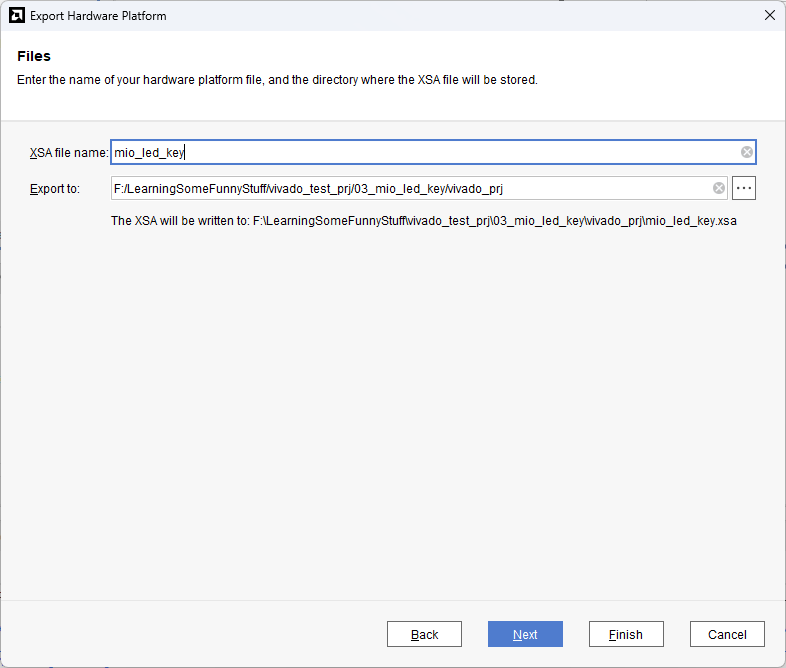 Export Hardware Platform
Files
Enter the name of your hardware platform file, and the directory where the XSA file will be stored.
XSA file name: mio_led_key
Export to: F:/LearningSomeFunnyStuff/vivado_test_prj/03_mio_led_key/vivado_prj
The XSA will be written to: F:\LearningSomeFunnyStuff\vivado_test_prj\03_mio_led_key\vivado_prj\mio_led_key.xsa
Back Next Finish Cancel